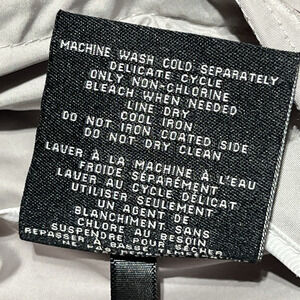 MACHINE WASH COLD SEPARATELY
DELICATE CYCLE
ONLY NON-CHLORINE
BLEACH WHEN NEEDED
LINE DRY
COOL IRON
DO NOT IRON COATED SIDE
DO NOT DRY CLEAN
LAVER À LA MACHINE À L'EAU
FROIDE SÉPARÉMENT
LAVER AU CYCLE DÉLICAT
UTILISER SEULEMENT
UN AGENT DE
BLANCHIMENT SANS
CHLORE AU BESOIN
SUSPENDRE POUR SÉCHER
REPASSER À BASSE